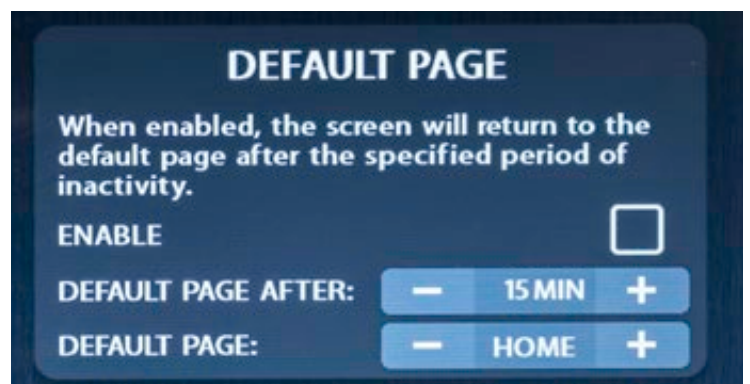 DEFAULT PAGE
When enabled, the screen will return to the
default page after the specified period of
inactivity.
ENABLE
DEFAULT PAGE AFTER: − 15 MIN +
DEFAULT PAGE: − HOME +